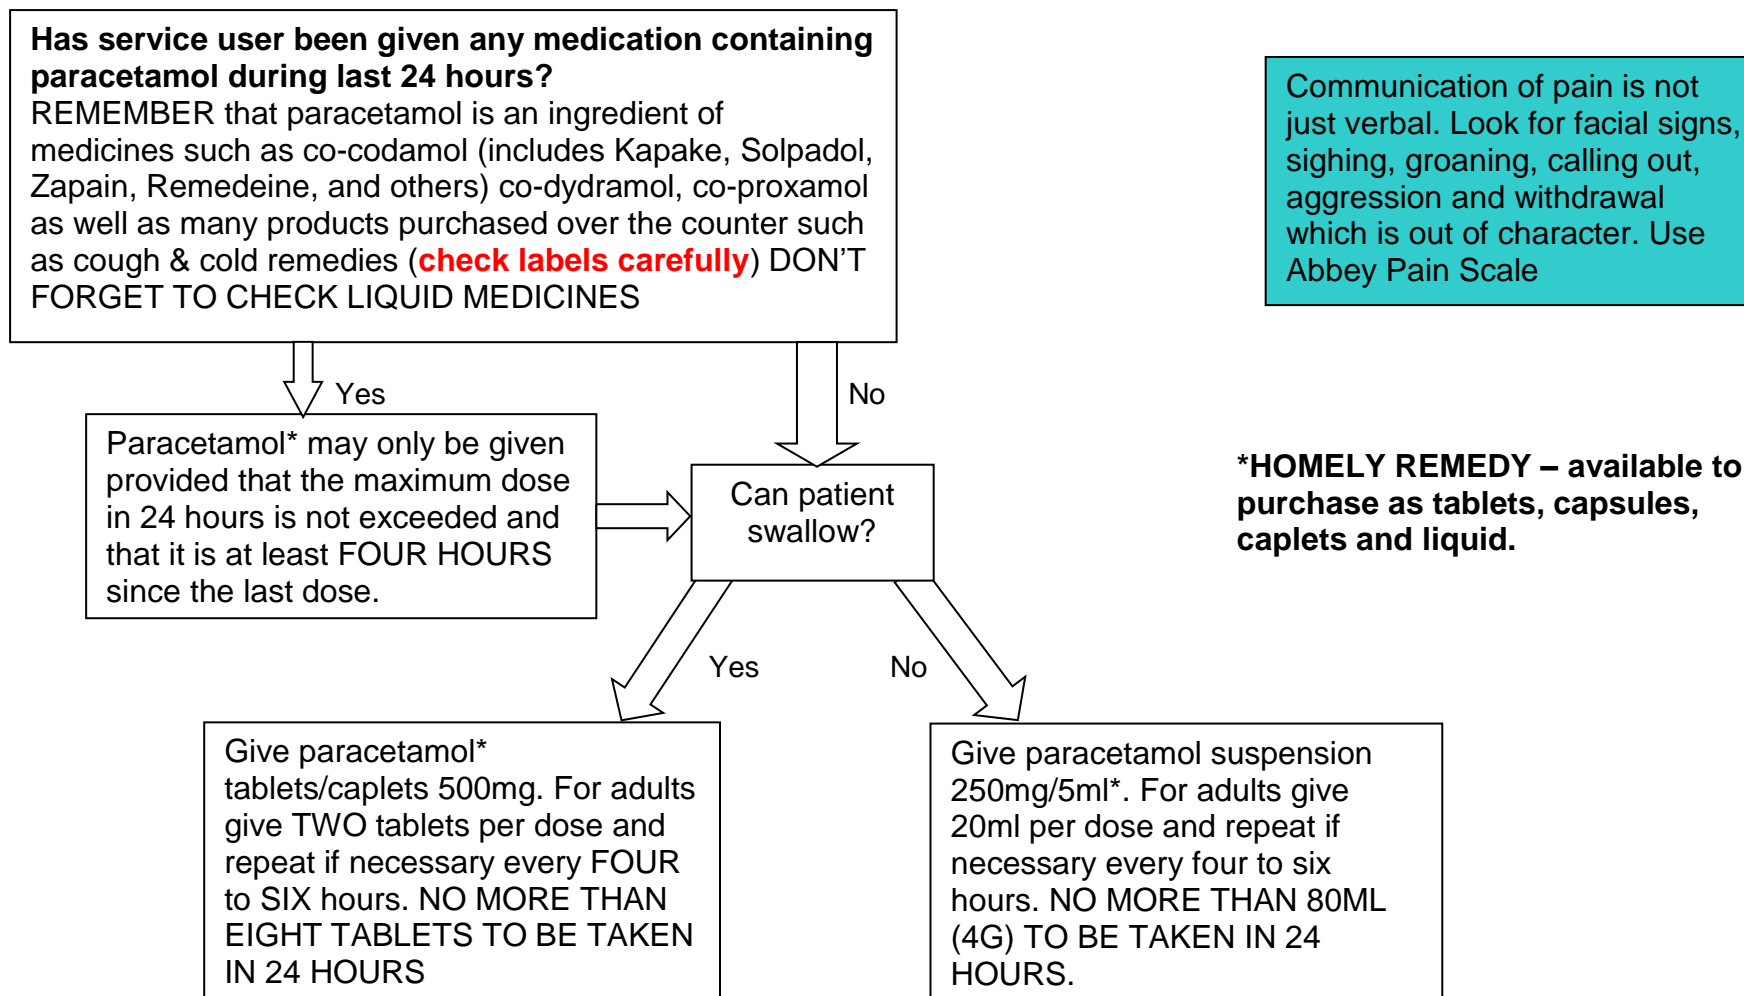 Has service user been given any medication containing
paracetamol during last 24 hours?
REMEMBER that paracetamol is an ingredient of
medicines such as co-codamol (includes Kapake, Solpadol,
Zapain, Remedeine, and others) co-dydramol, co-proxamol
as well as many products purchased over the counter such
as cough & cold remedies (check labels carefully) DON’T
FORGET TO CHECK LIQUID MEDICINES
Communication of pain is not
just verbal. Look for facial signs,
sighing, groaning, calling out,
aggression and withdrawal
which is out of character. Use
Abbey Pain Scale
Yes
No
Paracetamol* may only be given
provided that the maximum dose
in 24 hours is not exceeded and
that it is at least FOUR HOURS
since the last dose.
Can patient
swallow?
*HOMELY REMEDY – available to
purchase as tablets, capsules,
caplets and liquid.
Yes
No
Give paracetamol*
tablets/caplets 500mg. For adults
give TWO tablets per dose and
repeat if necessary every FOUR
to SIX hours. NO MORE THAN
EIGHT TABLETS TO BE TAKEN
IN 24 HOURS
Give paracetamol suspension
250mg/5ml*. For adults give
20ml per dose and repeat if
necessary every four to six
hours. NO MORE THAN 80ML
(4G) TO BE TAKEN IN 24
HOURS.